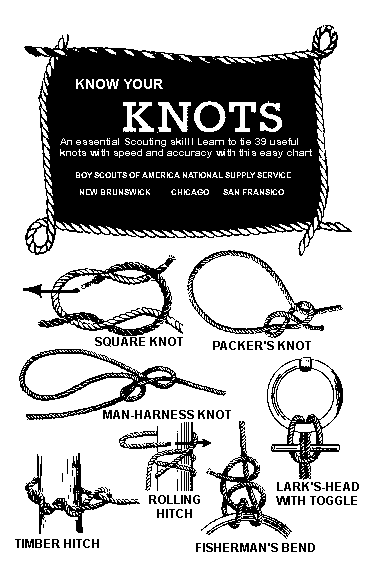 KNOW YOUR
KNOTS
An essential Scouting skill! Learn to tie 39 useful
knots with speed and accuracy with this easy chart
BOY SCOUTS OF AMERICA NATIONAL SUPPLY SERVICE
NEW BRUNSWICK CHICAGO SAN FRANSICO
SQUARE KNOT
PACKER'S KNOT
MAN-HARNESS KNOT
ROLLING
HITCH
LARK'S-HEAD
WITH TOGGLE
TIMBER HITCH
FISHERMAN'S BEND